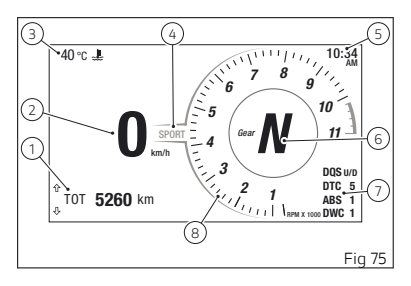 3
4
5
40 °C
10:34
AM
6
7
8
9
10
11
5
4
3
2
1
2
0
km/h
SPORT
Gear
N
6
1
TOT 5260 km
RPM X 1000
DQS U/D
DTC 5
ABS 1
DWC 1
7
8
Fig 75